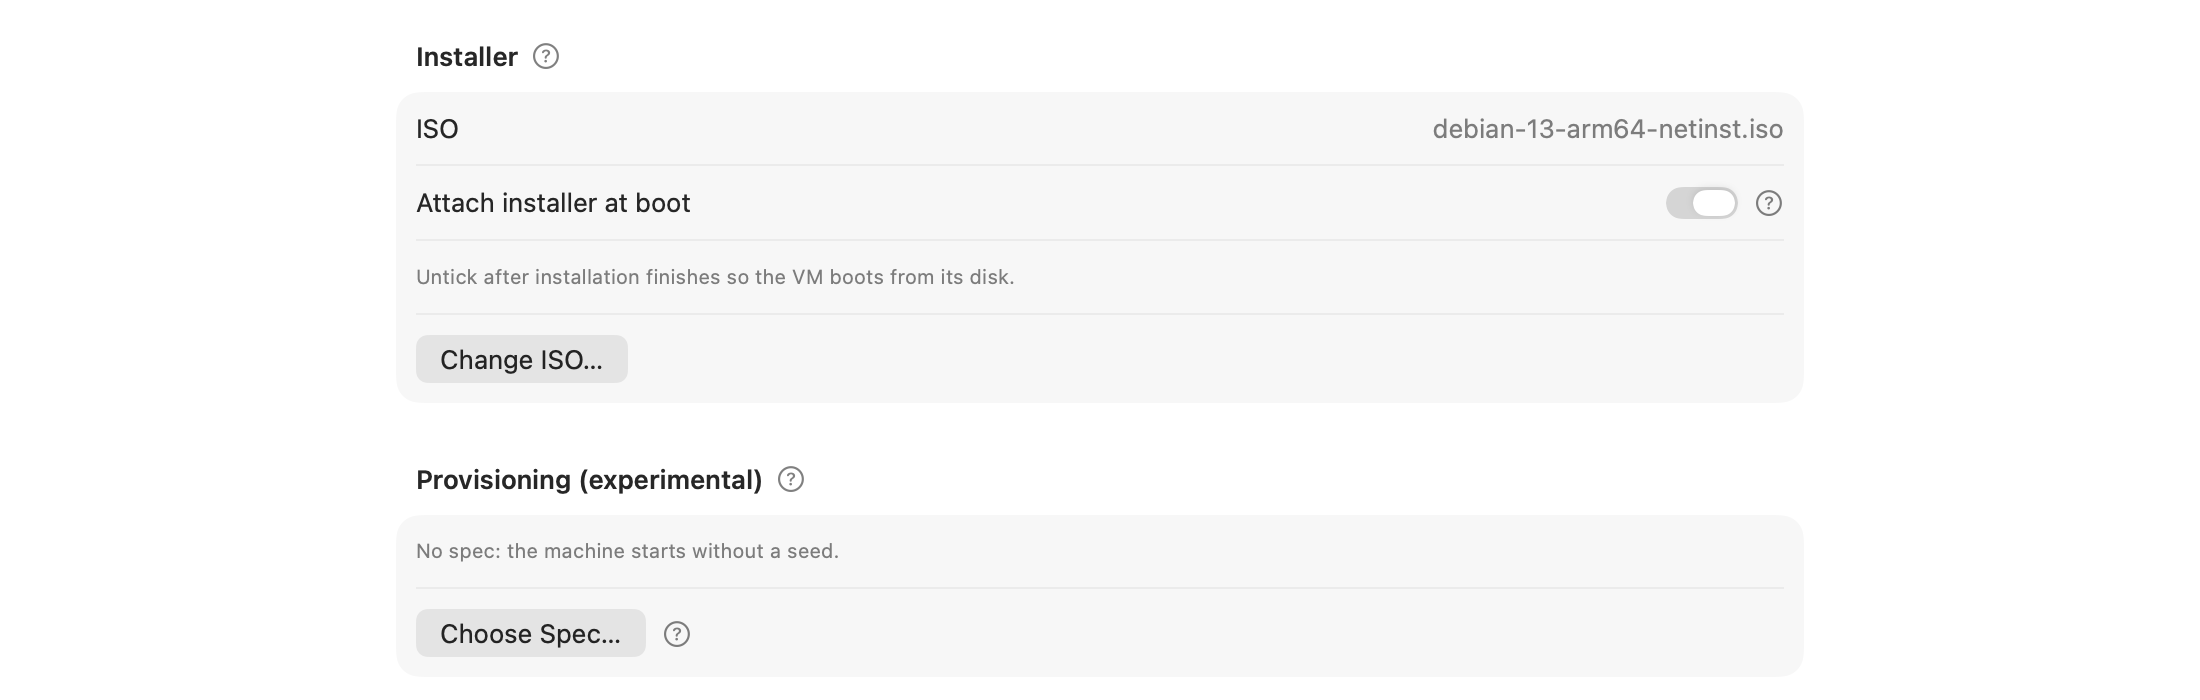 Installer ?
ISO
debian-13-arm64-netinst.iso
Attach installer at boot ?
Untick after installation finishes so the VM boots from its disk.
Change ISO...
Provisioning (experimental) ?
No spec: the machine starts without a seed.
Choose Spec... ?